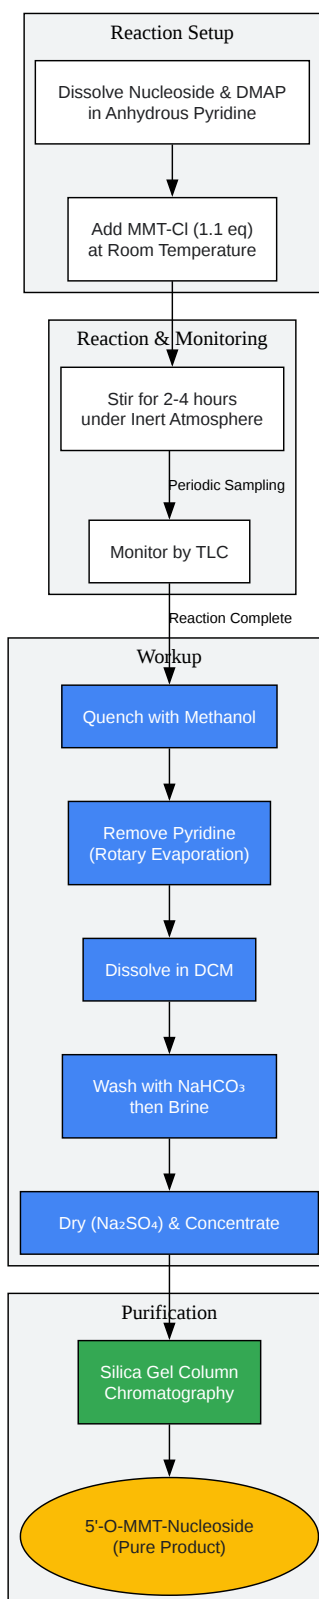 Reaction Setup
Dissolve Nucleoside & DMAP
in Anhydrous Pyridine
Add MMT-Cl (1.1 eq)
at Room Temperature
Reaction & Monitoring
Stir for 2-4 hours
under Inert Atmosphere
Periodic Sampling
Monitor by TLC
Reaction Complete
Workup
Quench with Methanol
Remove Pyridine
(Rotary Evaporation)
Dissolve in DCM
Wash with NaHCO₃
then Brine
Dry (Na₂SO₄) & Concentrate
Purification
Silica Gel Column
Chromatography
5'-O-MMT-Nucleoside
(Pure Product)